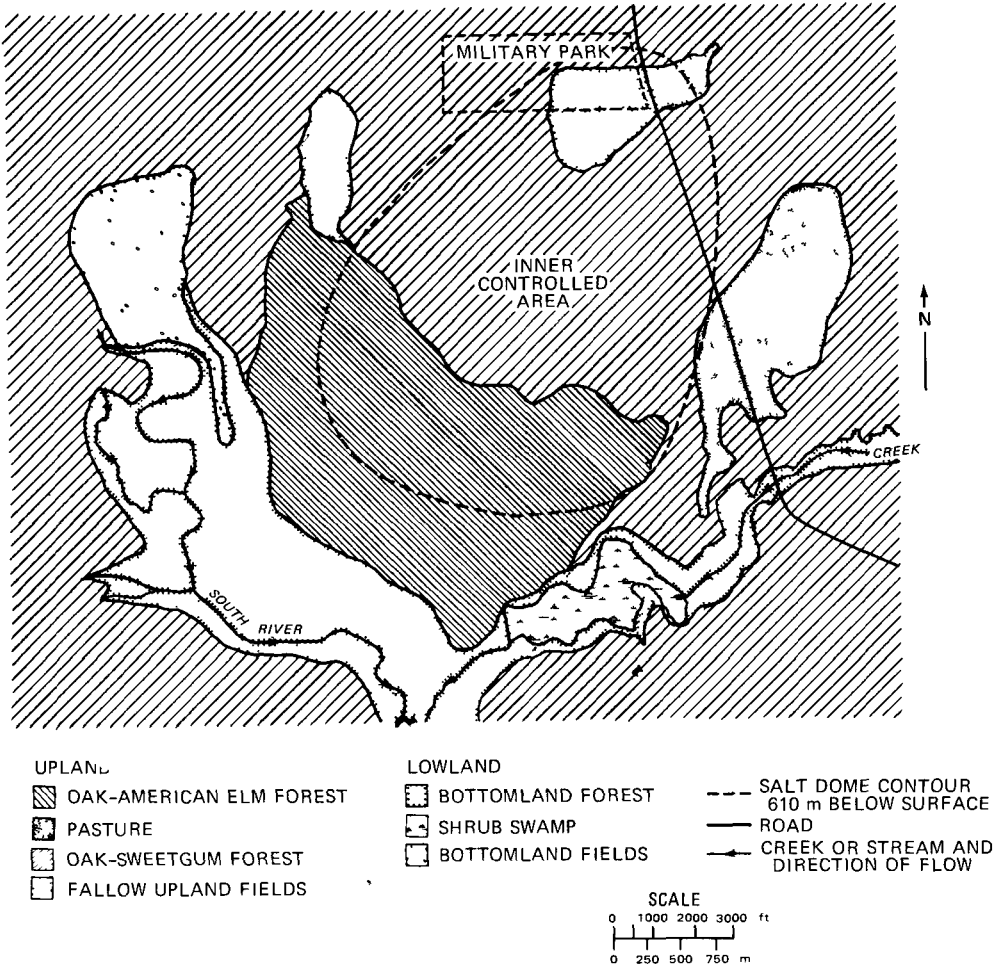 MILITARY PARK
INNER
CONTROLLED
AREA
N
CREEK
SOUTH
RIVER
UPLAND
OAK-AMERICAN ELM FOREST
PASTURE
OAK-SWEETGUM FOREST
FALLOW UPLAND FIELDS
LOWLAND
BOTTOMLAND FOREST
SHRUB SWAMP
BOTTOMLAND FIELDS
SALT DOME CONTOUR
610 m BELOW SURFACE
ROAD
CREEK OR STREAM AND
DIRECTION OF FLOW
SCALE
0 1000 2000 3000 ft
0 250 500 750 m